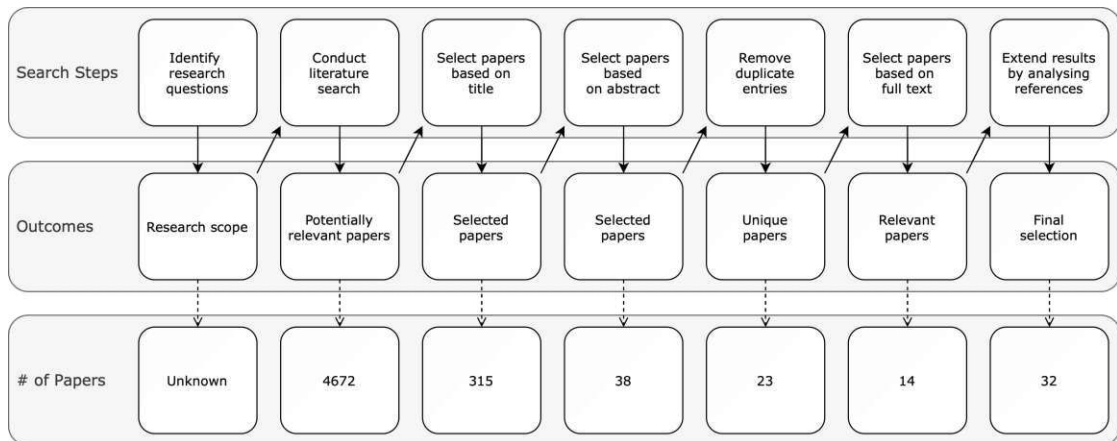 Search Steps
Identify
research
questions
Conduct
literature
search
Select papers
based on
title
Select papers
based
on abstract
Remove
duplicate
entries
Select papers
based on
full text
Extend results
by analysing
references
Outcomes
Research scope
Potentially
relevant papers
Selected
papers
Selected
papers
Unique
papers
Relevant
papers
Final
selection
# of Papers
Unknown
4672
315
38
23
14
32